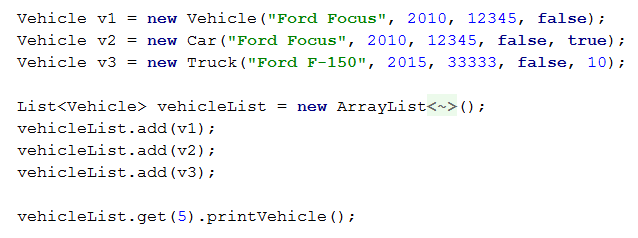 Vehicle v1 = new Vehicle("Ford Focus", 2010, 12345, false);
Vehicle v2 = new Car("Ford Focus", 2010, 12345, false, true);
Vehicle v3 = new Truck("Ford F-150", 2015, 33333, false, 10);
List<Vehicle> vehicleList = new ArrayList<~>();
vehicleList.add(v1);
vehicleList.add(v2);
vehicleList.add(v3);
vehicleList.get(5).printVehicle();